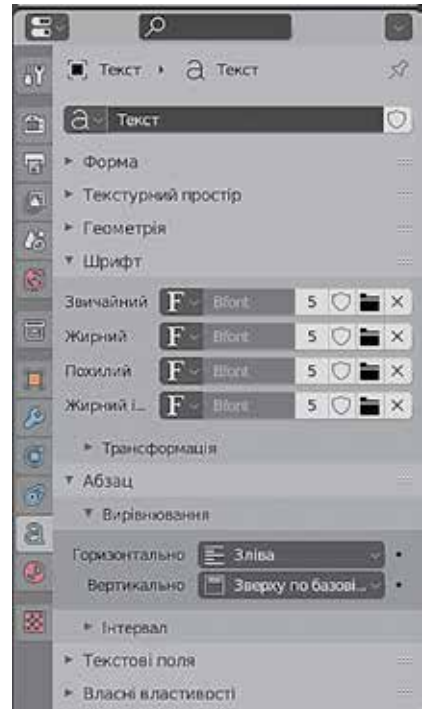 Текст › a Текст
a Текст
Форма
Текстурний простір
Геометрія
Шрифт
Звичайний F Bfont 5
Жирний F Bfont 5
Похилий F Bfont 5
Жирний і... F Bfont 5
Трансформація
Абзац
Вирівнювання
Горизонтально Зліва
Вертикально Зверху по базові...
Інтервал
Текстові поля
Власні властивості